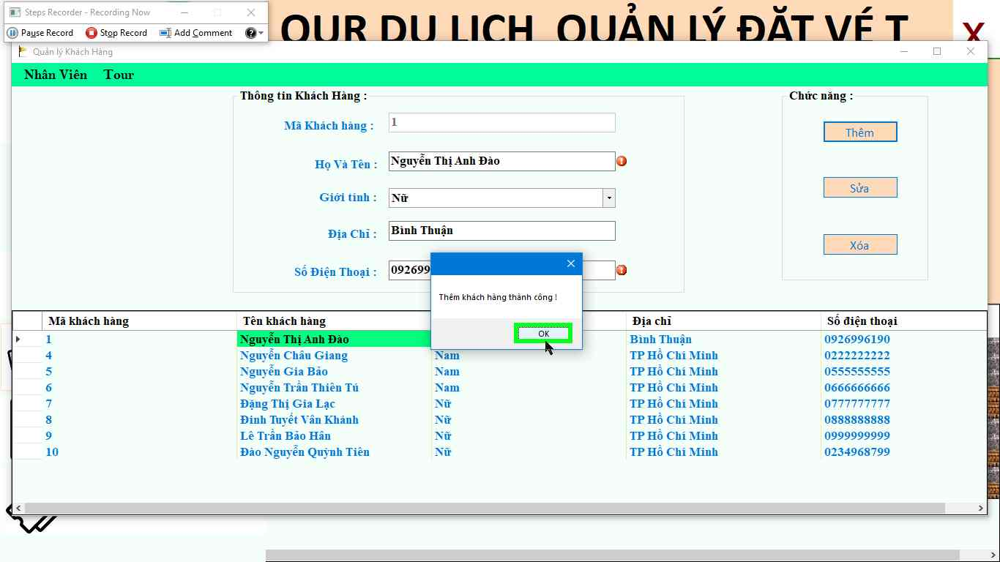 Steps Recorder - Recording Now
Pause Record Stop Record Add Comment
OUR DU LỊCH QUẢN LÝ ĐẶT VÉ T
X
Quản lý Khách Hàng
Nhân Viên Tour
Thông tin Khách Hàng :
Mã Khách hàng : 1
Họ Và Tên : Nguyễn Thị Anh Đào
Giới tính : Nữ
Địa Chỉ : Bình Thuận
Số Điện Thoại : 092699
Chức năng :
Thêm
Sửa
Xóa
Thêm khách hàng thành công !
OK
Mã khách hàng Tên khách hàng Địa chỉ Số điện thoại
1 Nguyễn Thị Anh Đào Bình Thuận 0926996190
4 Nguyễn Châu Giang Nam TP Hồ Chí Minh 0222222222
5 Nguyễn Gia Bảo Nam TP Hồ Chí Minh 0555555555
6 Nguyễn Trần Thiên Tú Nam TP Hồ Chí Minh 0666666666
7 Đặng Thị Gia Lạc Nữ TP Hồ Chí Minh 0777777777
8 Đinh Tuyết Vân Khánh Nữ TP Hồ Chí Minh 0888888888
9 Lê Trần Bảo Hân Nữ TP Hồ Chí Minh 0999999999
10 Đào Nguyễn Quỳnh Tiên Nữ TP Hồ Chí Minh 0234968799